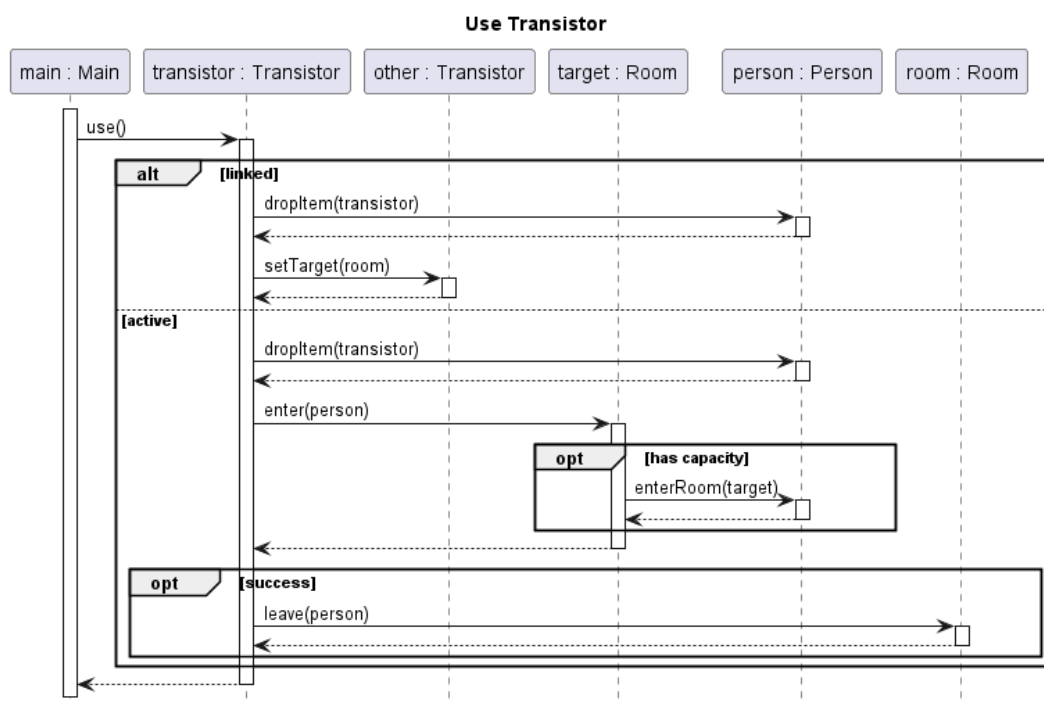 Use Transistor
main : Main
transistor : Transistor
other : Transistor
target : Room
person : Person
room : Room
use()
alt
[linked]
dropItem(transistor)
setTarget(room)
[active]
dropItem(transistor)
enter(person)
opt
[has capacity]
enterRoom(target)
opt
[success]
leave(person)